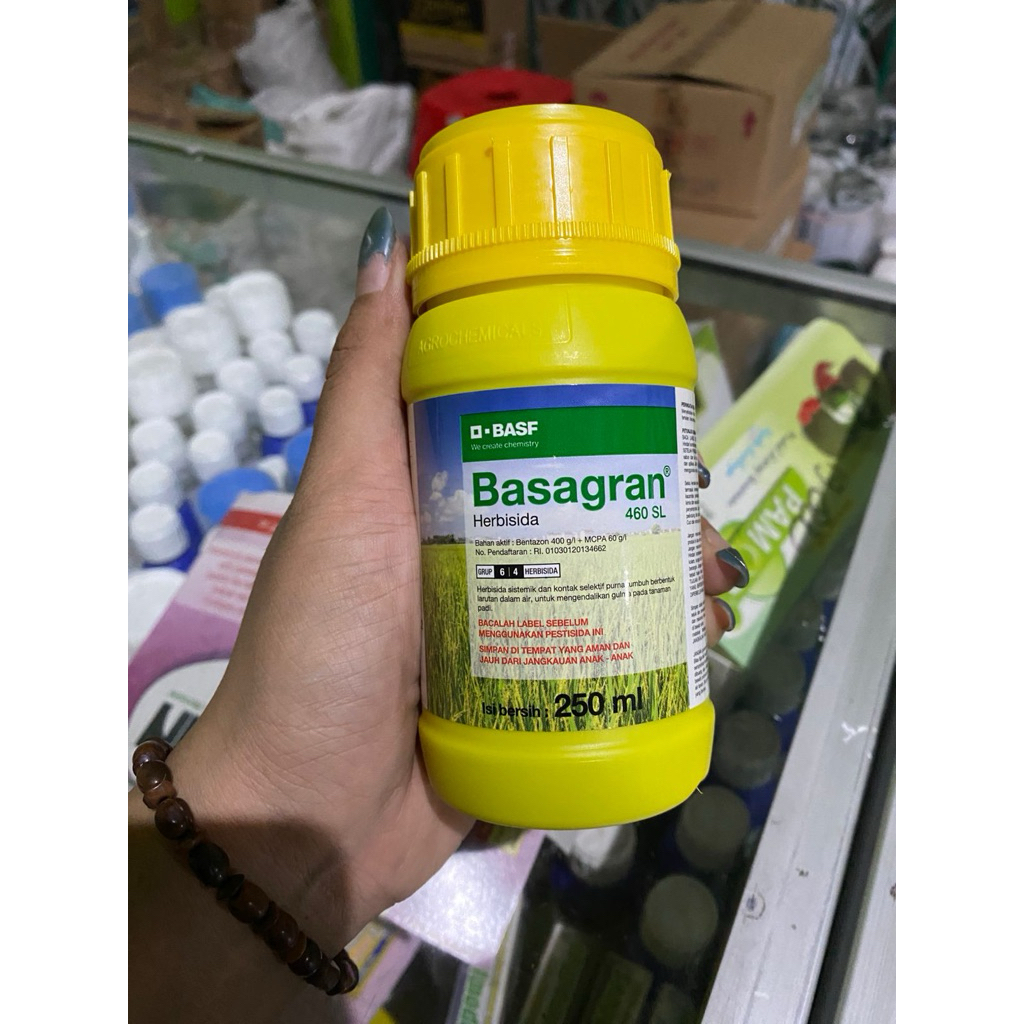 AGROCHEMICALS
BASF
We create chemistry
Basagran®
460 SL
Herbisida
Bahan aktif : Bentazon 400 g/l + MCPA 60 g/l
No. Pendaftaran : RI. 01030120134662
GRUP 6 4 HERBISIDA
Herbisida sistemik dan kontak selektif purna tumbuh berbentuk
larutan dalam air, untuk mengendalikan gulma pada tanaman
padi.
BACALAH LABEL SEBELUM
MENGGUNAKAN PESTISIDA INI
SIMPAN DI TEMPAT YANG AMAN DAN
JAUH DARI JANGKAUAN ANAK - ANAK
Isi bersih : 250 ml
PAM